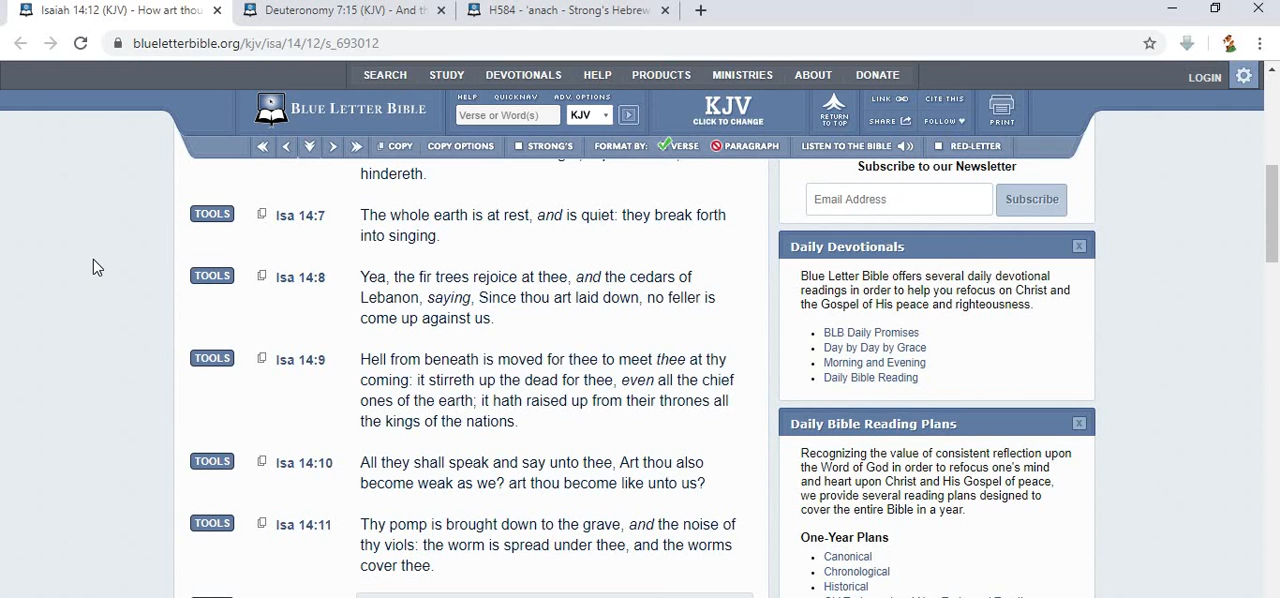 Isaiah 14:12 (KJV) - How art thou
Deuteronomy 7:15 (KJV) - And th
H584 - 'anach - Strong's Hebrew
blueletterbible.org/kjv/isa/14/12/s_693012
SEARCH STUDY DEVOTIONALS HELP PRODUCTS MINISTRIES ABOUT DONATE LOGIN
BLUE LETTER BIBLE
HELP QUICKNAV ADV. OPTIONS
Verse or Word(s) KJV
KJV
CLICK TO CHANGE
RETURN
TO TOP
LINK CITE THIS
SHARE FOLLOW
PRINT
COPY COPY OPTIONS STRONG'S FORMAT BY: VERSE PARAGRAPH LISTEN TO THE BIBLE RED-LETTER
hindereth.
TOOLS Isa 14:7 The whole earth is at rest, and is quiet: they break forth
into singing.
TOOLS Isa 14:8 Yea, the fir trees rejoice at thee, and the cedars of
Lebanon, saying, Since thou art laid down, no feller is
come up against us.
TOOLS Isa 14:9 Hell from beneath is moved for thee to meet thee at thy
coming: it stirreth up the dead for thee, even all the chief
ones of the earth; it hath raised up from their thrones all
the kings of the nations.
TOOLS Isa 14:10 All they shall speak and say unto thee, Art thou also
become weak as we? art thou become like unto us?
TOOLS Isa 14:11 Thy pomp is brought down to the grave, and the noise of
thy viols: the worm is spread under thee, and the worms
cover thee.
Subscribe to our Newsletter
Email Address Subscribe
Daily Devotionals
Blue Letter Bible offers several daily devotional
readings in order to help you refocus on Christ and
the Gospel of His peace and righteousness.
BLB Daily Promises
Day by Day by Grace
Morning and Evening
Daily Bible Reading
Daily Bible Reading Plans
Recognizing the value of consistent reflection upon
the Word of God in order to refocus one's mind
and heart upon Christ and His Gospel of peace,
we provide several reading plans designed to
cover the entire Bible in a year.
One-Year Plans
Canonical
Chronological
Historical